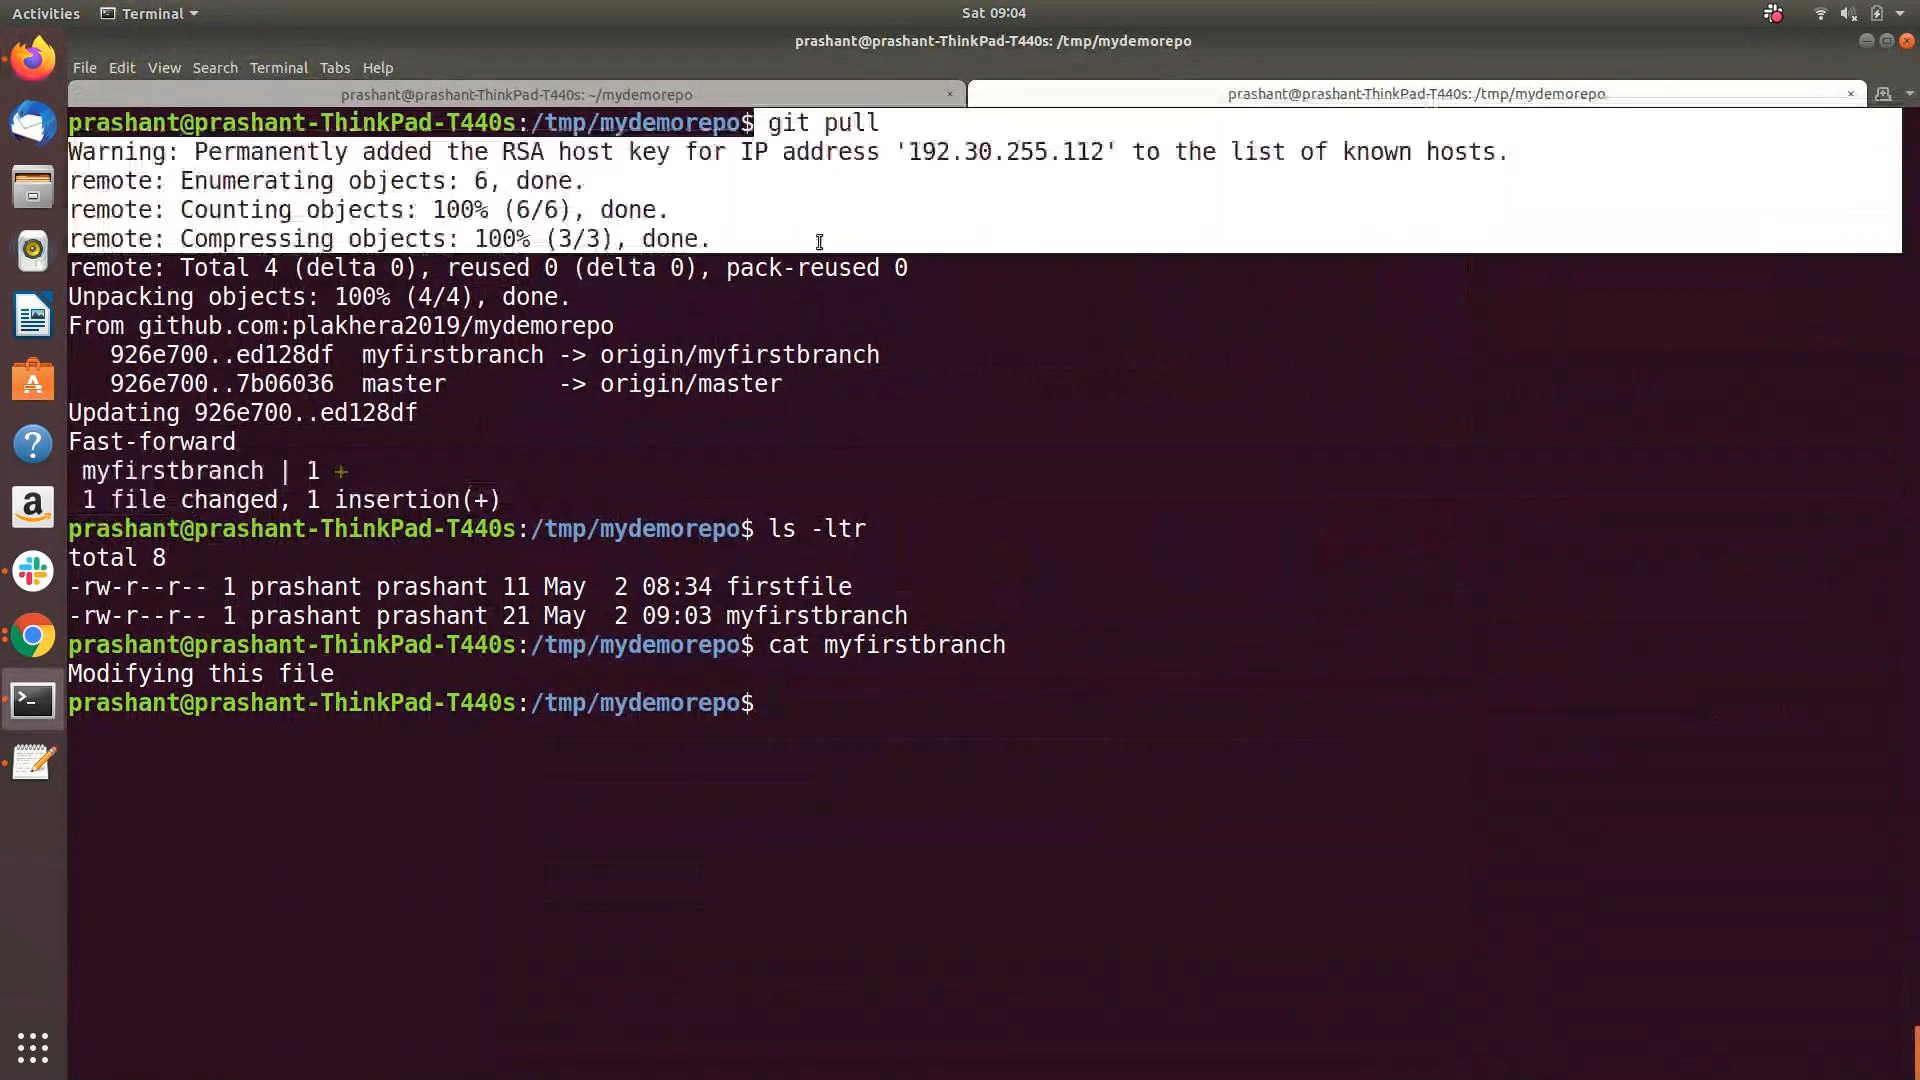 Activities Terminal Sat 09:04
prashant@prashant-ThinkPad-T440s: /tmp/mydemorepo
File Edit View Search Terminal Tabs Help
prashant@prashant-ThinkPad-T440s: ~/mydemorepo × prashant@prashant-ThinkPad-T440s: /tmp/mydemorepo ×
prashant@prashant-ThinkPad-T440s:/tmp/mydemorepo$ git pull
Warning: Permanently added the RSA host key for IP address '192.30.255.112' to the list of known hosts.
remote: Enumerating objects: 6, done.
remote: Counting objects: 100% (6/6), done.
remote: Compressing objects: 100% (3/3), done.
remote: Total 4 (delta 0), reused 0 (delta 0), pack-reused 0
Unpacking objects: 100% (4/4), done.
From github.com:plakhera2019/mydemorepo
   926e700..ed128df  myfirstbranch -> origin/myfirstbranch
   926e700..7b06036  master        -> origin/master
Updating 926e700..ed128df
Fast-forward
 myfirstbranch | 1 +
 1 file changed, 1 insertion(+)
prashant@prashant-ThinkPad-T440s:/tmp/mydemorepo$ ls -ltr
total 8
-rw-r--r-- 1 prashant prashant 11 May  2 08:34 firstfile
-rw-r--r-- 1 prashant prashant 21 May  2 09:03 myfirstbranch
prashant@prashant-ThinkPad-T440s:/tmp/mydemorepo$ cat myfirstbranch
Modifying this file
prashant@prashant-ThinkPad-T440s:/tmp/mydemorepo$